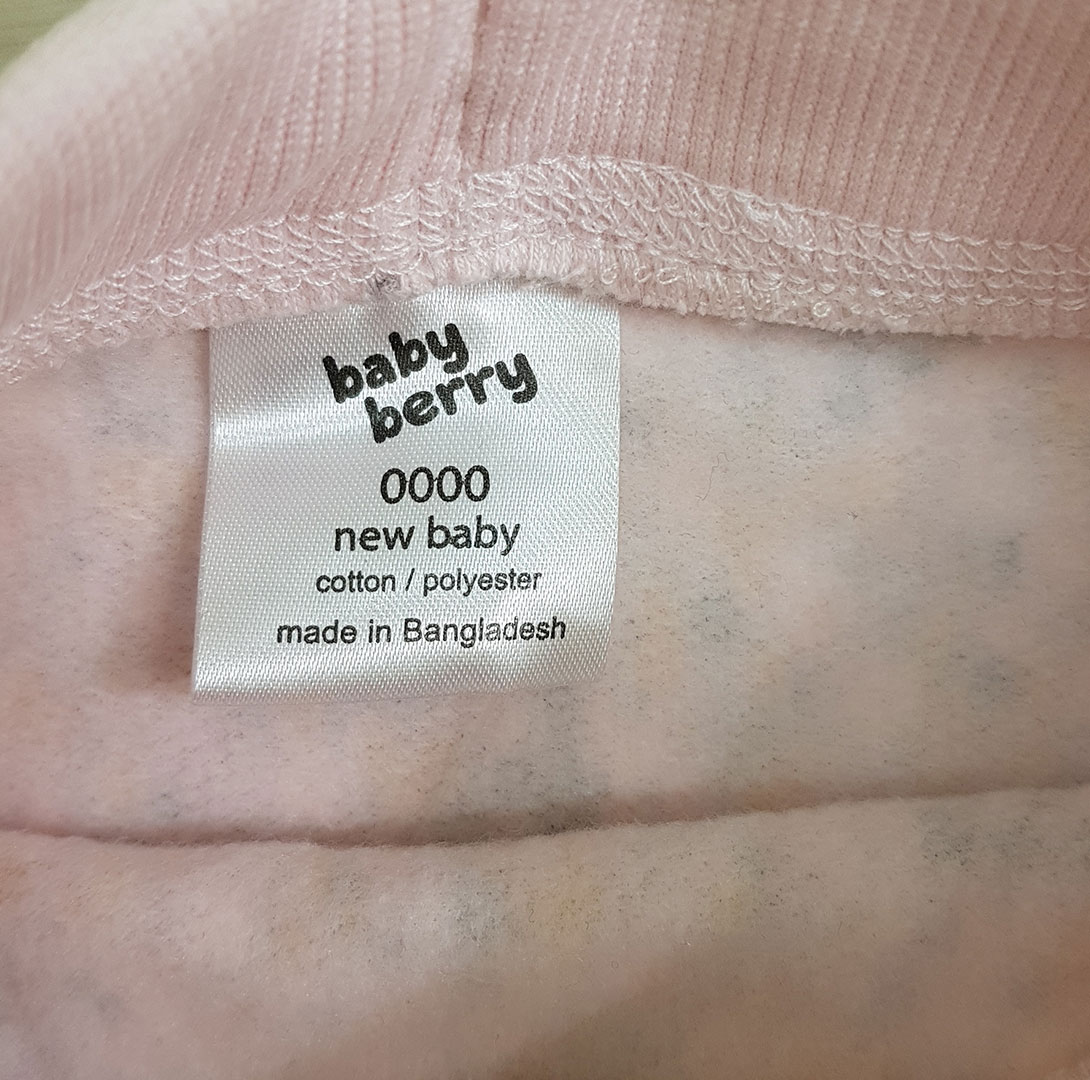 baby
berry
0000
new baby
cotton / polyester
made in Bangladesh